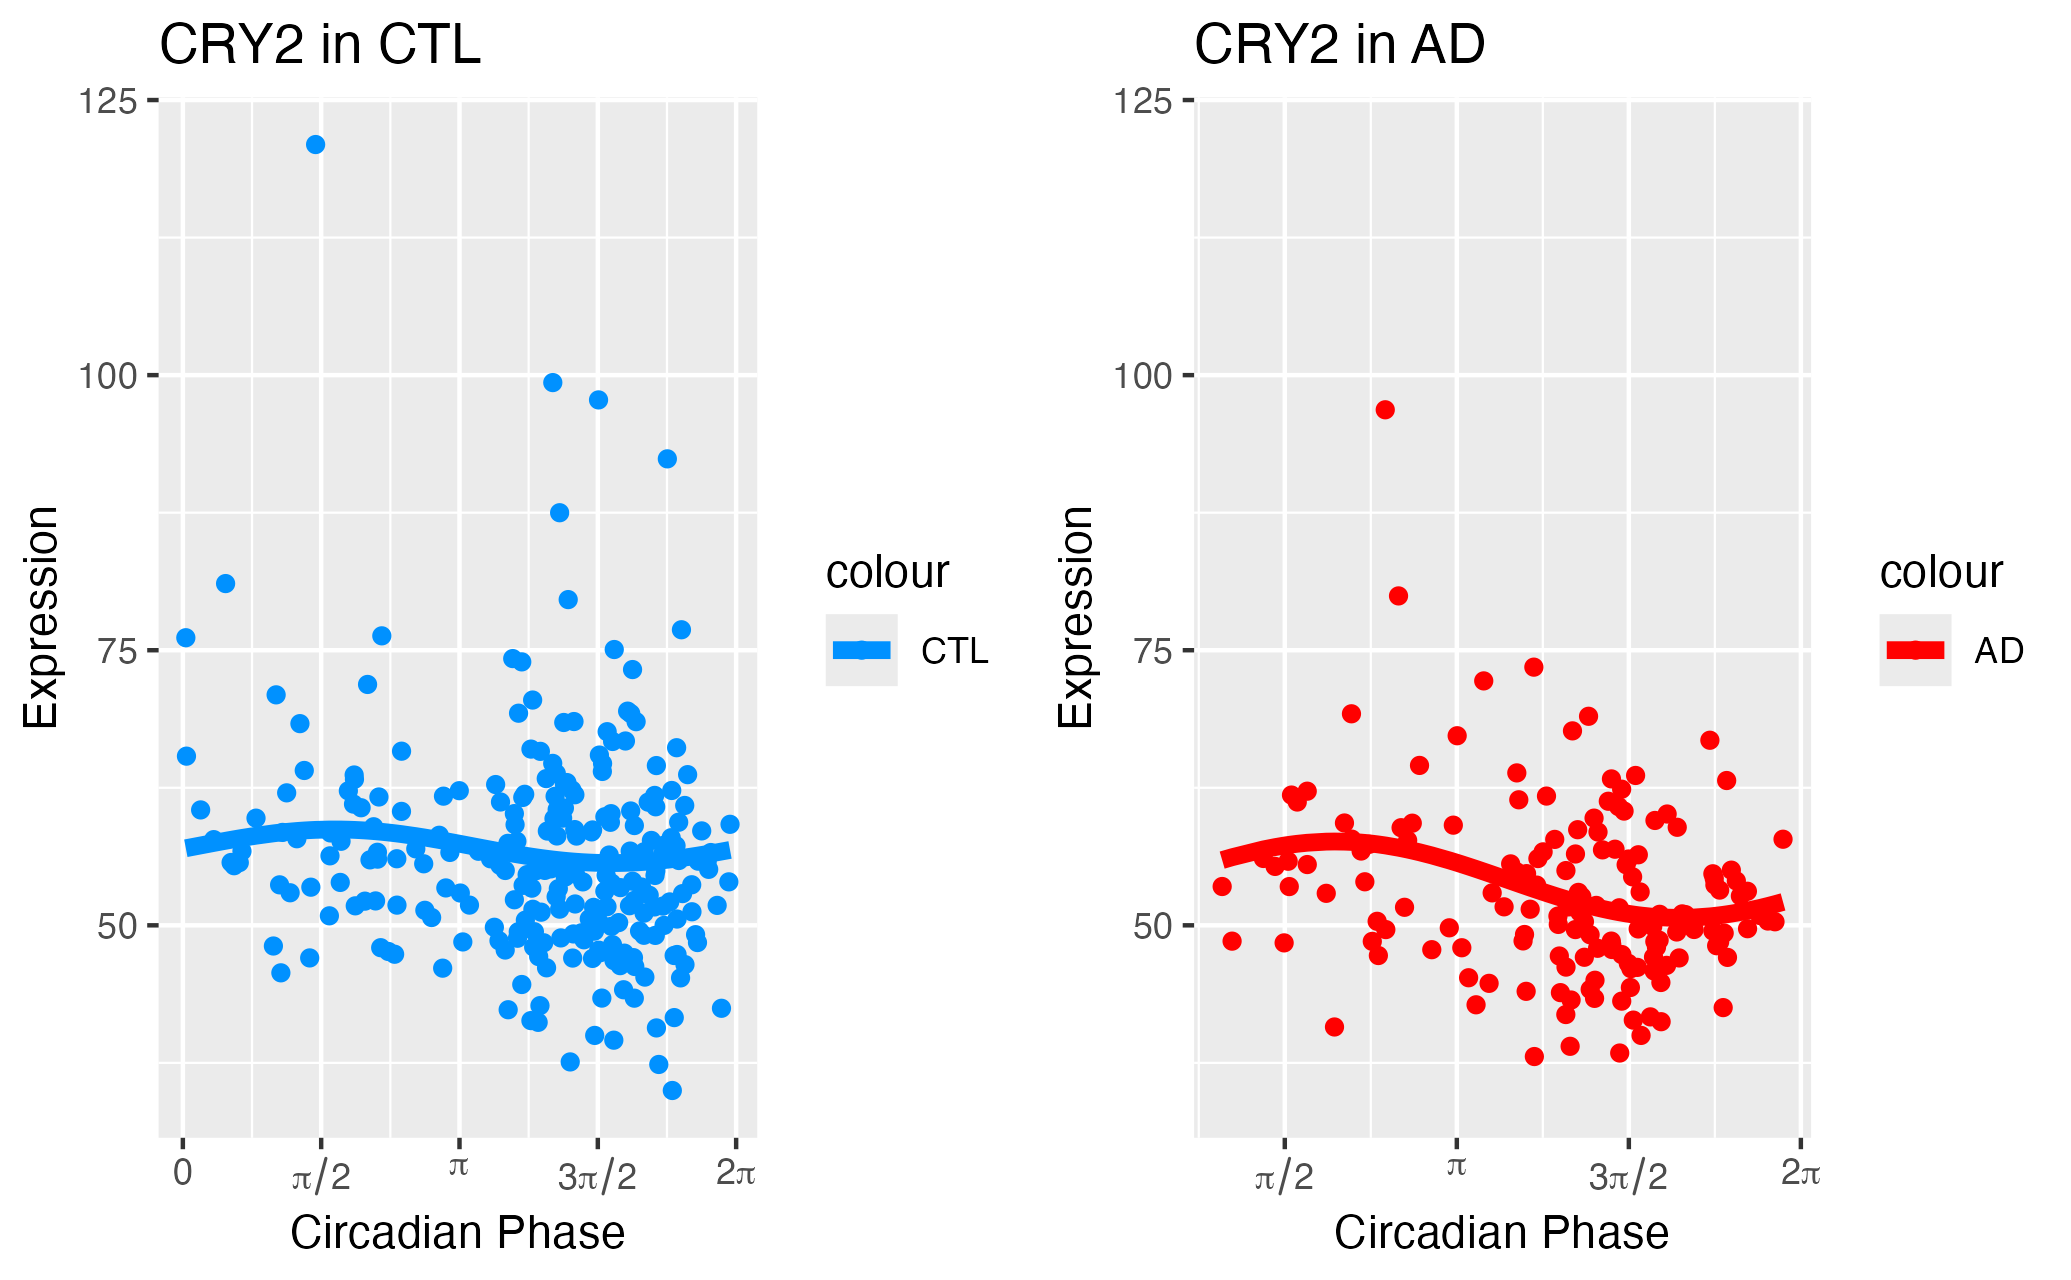 CRY2 in CTL
125
100
75
50
Expression
0 π/2 π 3π/2 2π
Circadian Phase
colour
CTL
CRY2 in AD
125
100
75
50
Expression
π/2 π 3π/2 2π
Circadian Phase
colour
AD